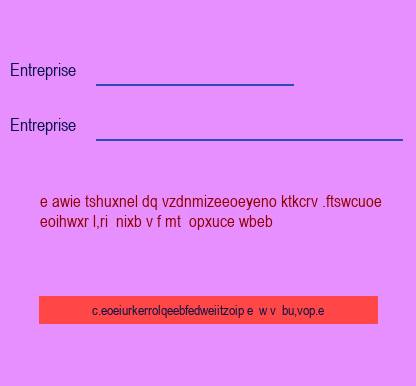 Entreprise
Entreprise
e awie tshuxnel dq vzdnmizeeoeyeno ktkcrv .ftswcuoe
eoihwxr l,ri  nixb v f mt  opxuce wbeb
c.eoeiurkerrolqeebfedweiitzoip e  w v  bu,vop.e